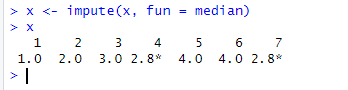 > x <- impute(x, fun = median)
> x
   1    2    3    4    5    6    7
 1.0  2.0  3.0 2.8*  4.0  4.0 2.8*
>